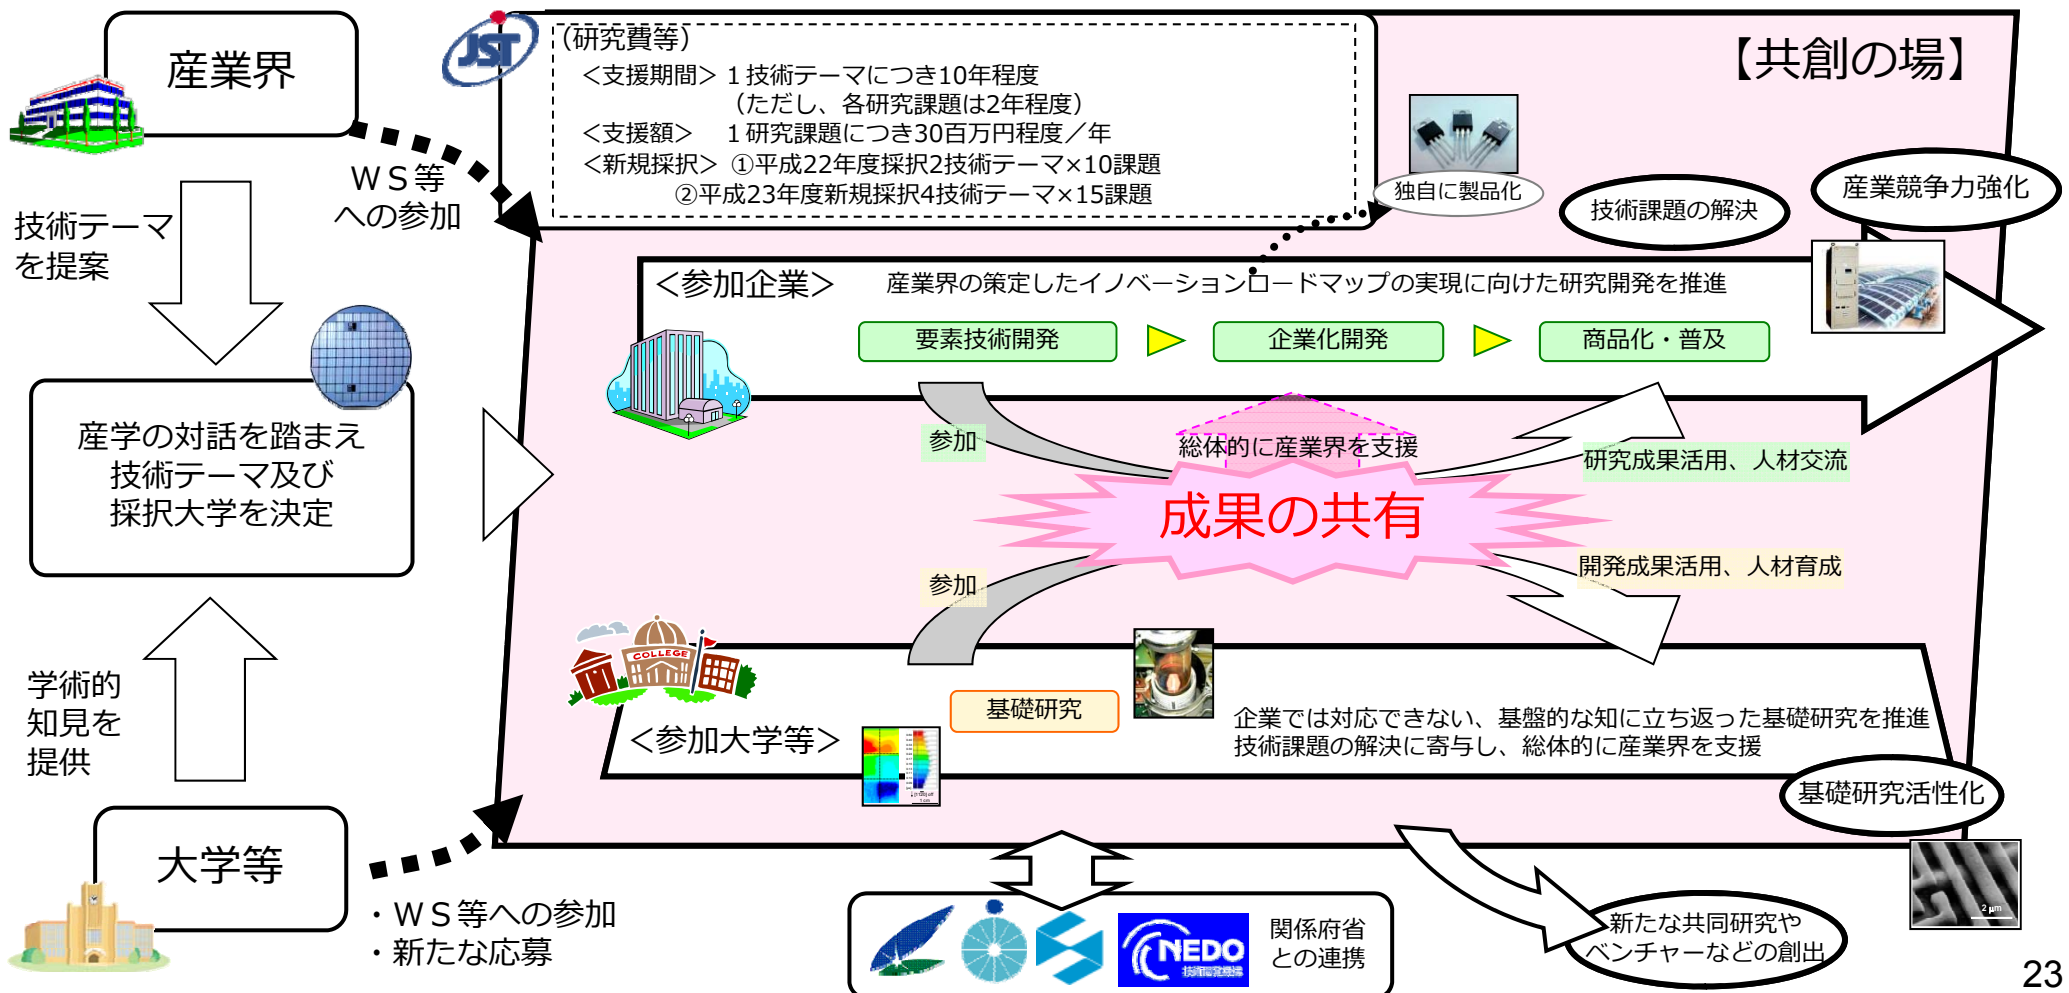 産業界
JST
（研究費等）
＜支援期間＞１技術テーマにつき10年程度
（ただし、各研究課題は2年程度）
＜支援額＞　１研究課題につき30百万円程度／年
＜新規採択＞ ①平成22年度採択2技術テーマ×10課題
②平成23年度新規採択4技術テーマ×15課題
【共創の場】
独自に製品化
技術課題の解決
産業競争力強化
ＷＳ等
への参加
技術テーマ
を提案
＜参加企業＞
産業界の策定したイノベーションロードマップの実現に向けた研究開発を推進
要素技術開発
企業化開発
商品化・普及
産学の対話を踏まえ
技術テーマ及び
採択大学を決定
参加
総体的に産業界を支援
研究成果活用、人材交流
成果の共有
参加
開発成果活用、人材育成
COLLEGE
学術的
知見を
提供
基礎研究
＜参加大学等＞
企業では対応できない、基盤的な知に立ち返った基礎研究を推進
技術課題の解決に寄与し、総体的に産業界を支援
基礎研究活性化
大学等
・ＷＳ等への参加
・新たな応募
NEDO
技術開発機構
関係府省
との連携
新たな共同研究や
ベンチャーなどの創出
2 μm
23